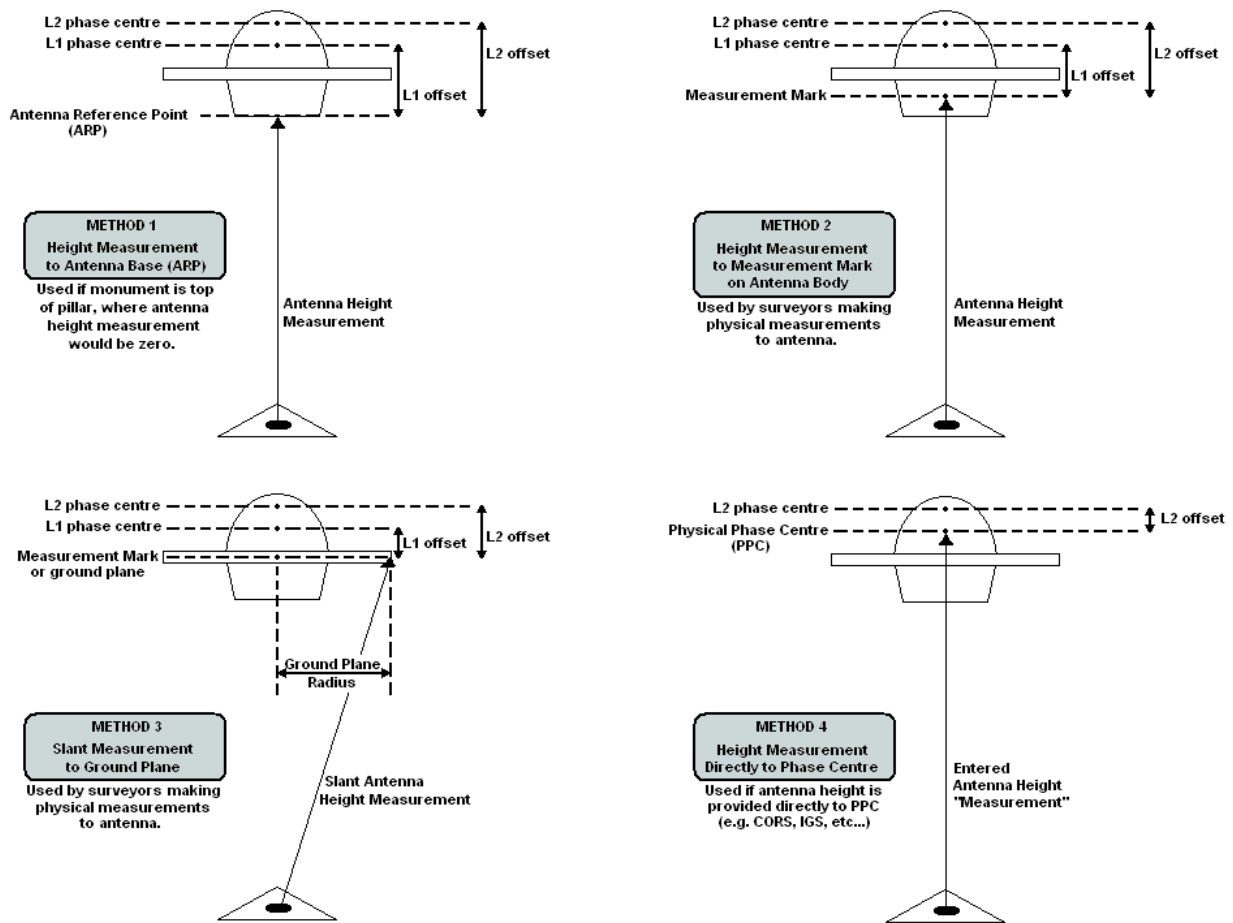 L2 phase centre
L1 phase centre
L2 offset
L1 offset
Antenna Reference Point
(ARP)
METHOD 1
Height Measurement
to Antenna Base (ARP)
Used if monument is top
of pillar, where antenna
height measurement
would be zero.
Antenna Height
Measurement
L2 phase centre
L1 phase centre
L2 offset
L1 offset
Measurement Mark
METHOD 2
Height Measurement
to Measurement Mark
on Antenna Body
Used by surveyors making
physical measurements
to antenna.
Antenna Height
Measurement
L2 phase centre
L1 phase centre
L2 offset
L1 offset
Measurement Mark
or ground plane
Ground Plane
Radius
METHOD 3
Slant Measurement
to Ground Plane
Used by surveyors making
physical measurements
to antenna.
Slant Antenna
Height Measurement
L2 phase centre
Physical Phase Centre
(PPC)
L2 offset
METHOD 4
Height Measurement
Directly to Phase Centre
Used if antenna height is
provided directly to PPC
(e.g. CORS, IGS, etc...)
Entered
Antenna Height
"Measurement"